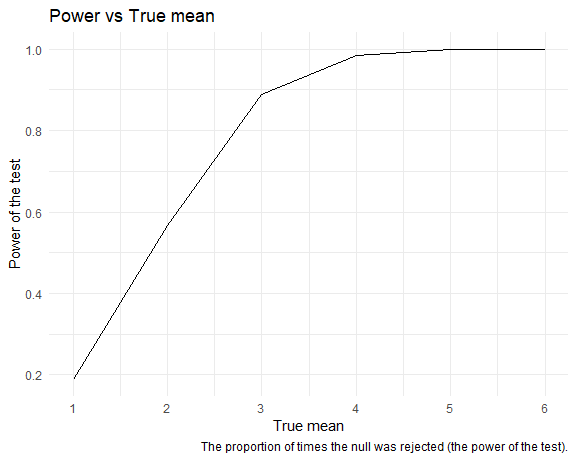 Power vs True mean
Power of the test
1.0
0.8
0.6
0.4
0.2
1 2 3 4 5 6
True mean
The proportion of times the null was rejected (the power of the test).